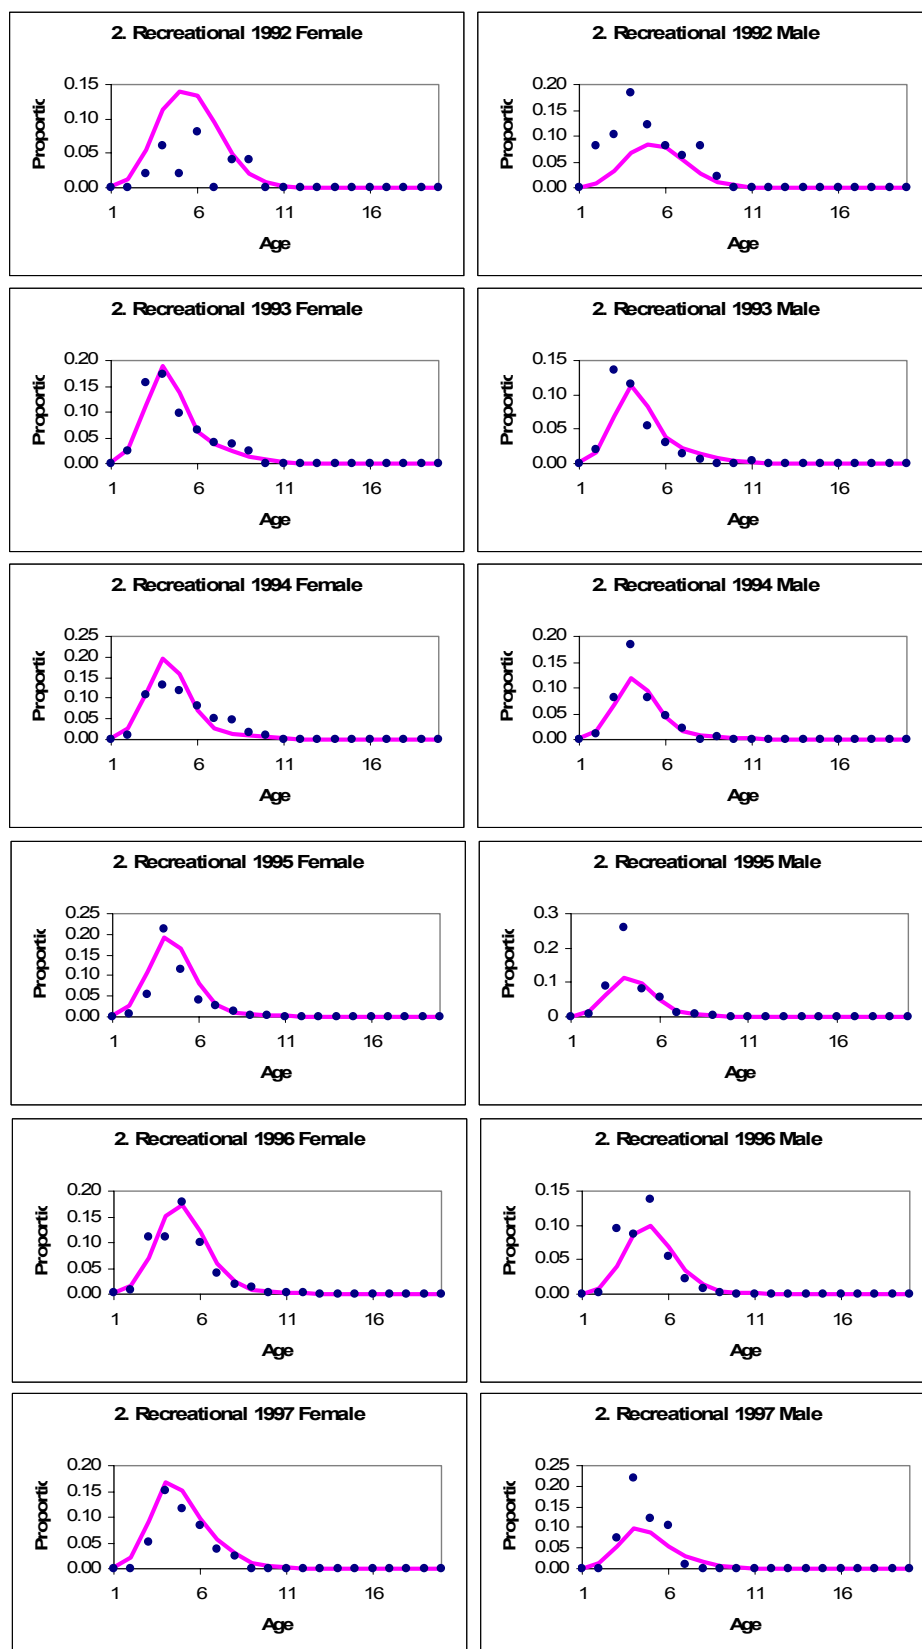 2. Recreational 1992 Female
0.15
0.10
0.05
0.00
Proportic
1 6 11 16
Age
2. Recreational 1992 Male
0.20
0.15
0.10
0.05
0.00
Proportic
1 6 11 16
Age
2. Recreational 1993 Female
0.20
0.15
0.10
0.05
0.00
Proportic
1 6 11 16
Age
2. Recreational 1993 Male
0.15
0.10
0.05
0.00
Proportic
1 6 11 16
Age
2. Recreational 1994 Female
0.25
0.20
0.15
0.10
0.05
0.00
Proportic
1 6 11 16
Age
2. Recreational 1994 Male
0.20
0.15
0.10
0.05
0.00
Proportic
1 6 11 16
Age
2. Recreational 1995 Female
0.25
0.20
0.15
0.10
0.05
0.00
Proportic
1 6 11 16
Age
2. Recreational 1995 Male
0.3
0.2
0.1
0
Proportic
1 6 11 16
Age
2. Recreational 1996 Female
0.20
0.15
0.10
0.05
0.00
Proportic
1 6 11 16
Age
2. Recreational 1996 Male
0.15
0.10
0.05
0.00
Proportic
1 6 11 16
Age
2. Recreational 1997 Female
0.20
0.15
0.10
0.05
0.00
Proportic
1 6 11 16
Age
2. Recreational 1997 Male
0.25
0.20
0.15
0.10
0.05
0.00
Proportic
1 6 11 16
Age